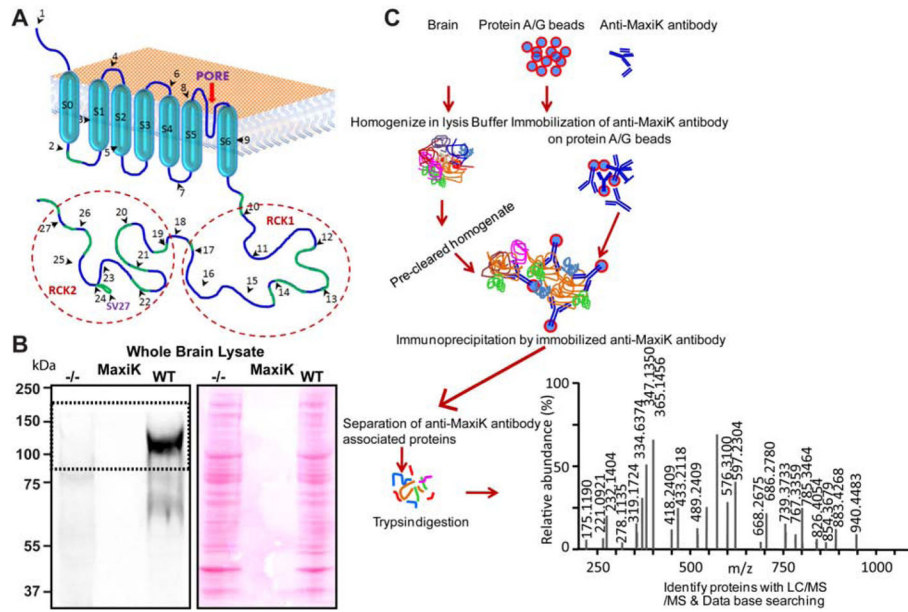 A
1
4
6
8
PORE
S0
S1
S2
S3
S4
S5
S6
3
9
2
5
7
10
RCK1
20
18
26
19
17
12
27
11
21
25
16
15
23
RCK2
14
24
22
13
SV27
B
Whole Brain Lysate
kDa
-/-
MaxiK
WT
-/-
MaxiK
WT
250
150
100
75
55
37
C
Brain
Protein A/G beads
Anti-MaxiK antibody
Homogenize in lysis Buffer
Immobilization of anti-MaxiK antibody
on protein A/G beads
Pre-cleared homogenate
Immunoprecipitation by immobilized anti-MaxiK antibody
Separation of anti-MaxiK antibody
associated proteins
Trypsindigestion
Relative abundance (%)
100
50
0
175.1190
221.0921
232.1404
278.1135
319.1724
334.6374
347.1350
365.1456
418.2409
433.2118
489.2409
576.3100
597.2304
668.2675
686.2780
739.3733
767.3359
785.3464
826.4054
883.4268
940.4483
250
500
m/z
750
1000
Identify proteins with LC/MS
/MS & Data base searching